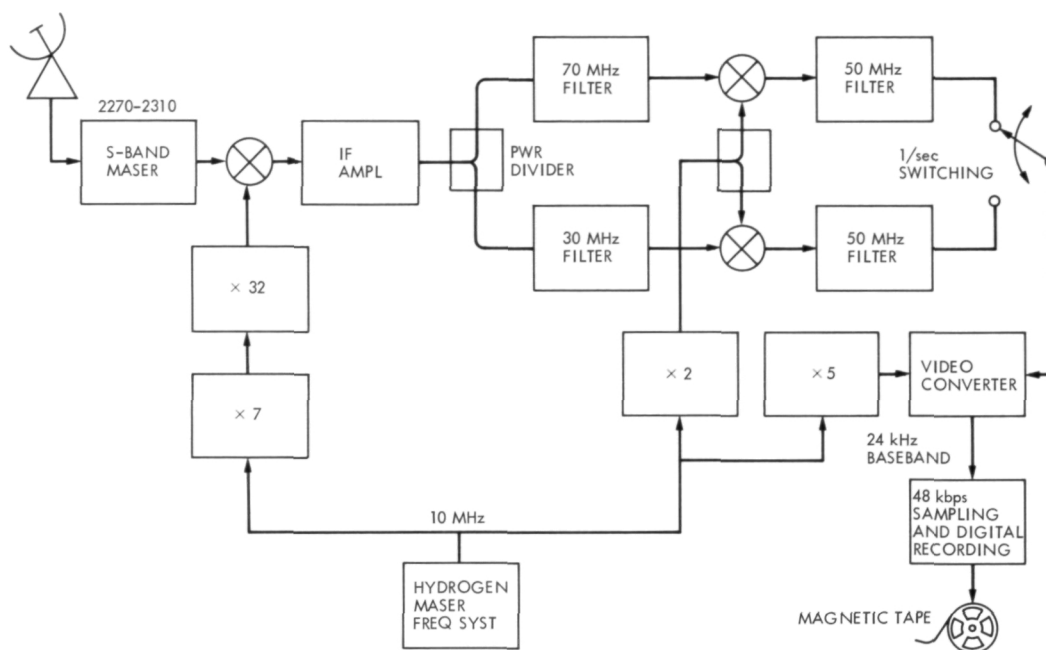 2270-2310
S-BAND
MASER
IF
AMPL
PWR
DIVIDER
70 MHz
FILTER
50 MHz
FILTER
30 MHz
FILTER
50 MHz
FILTER
1/sec
SWITCHING
× 32
× 7
× 2
× 5
VIDEO
CONVERTER
24 kHz
BASEBAND
48 kbps
SAMPLING
AND DIGITAL
RECORDING
10 MHz
HYDROGEN
MASER
FREQ SYST
MAGNETIC TAPE